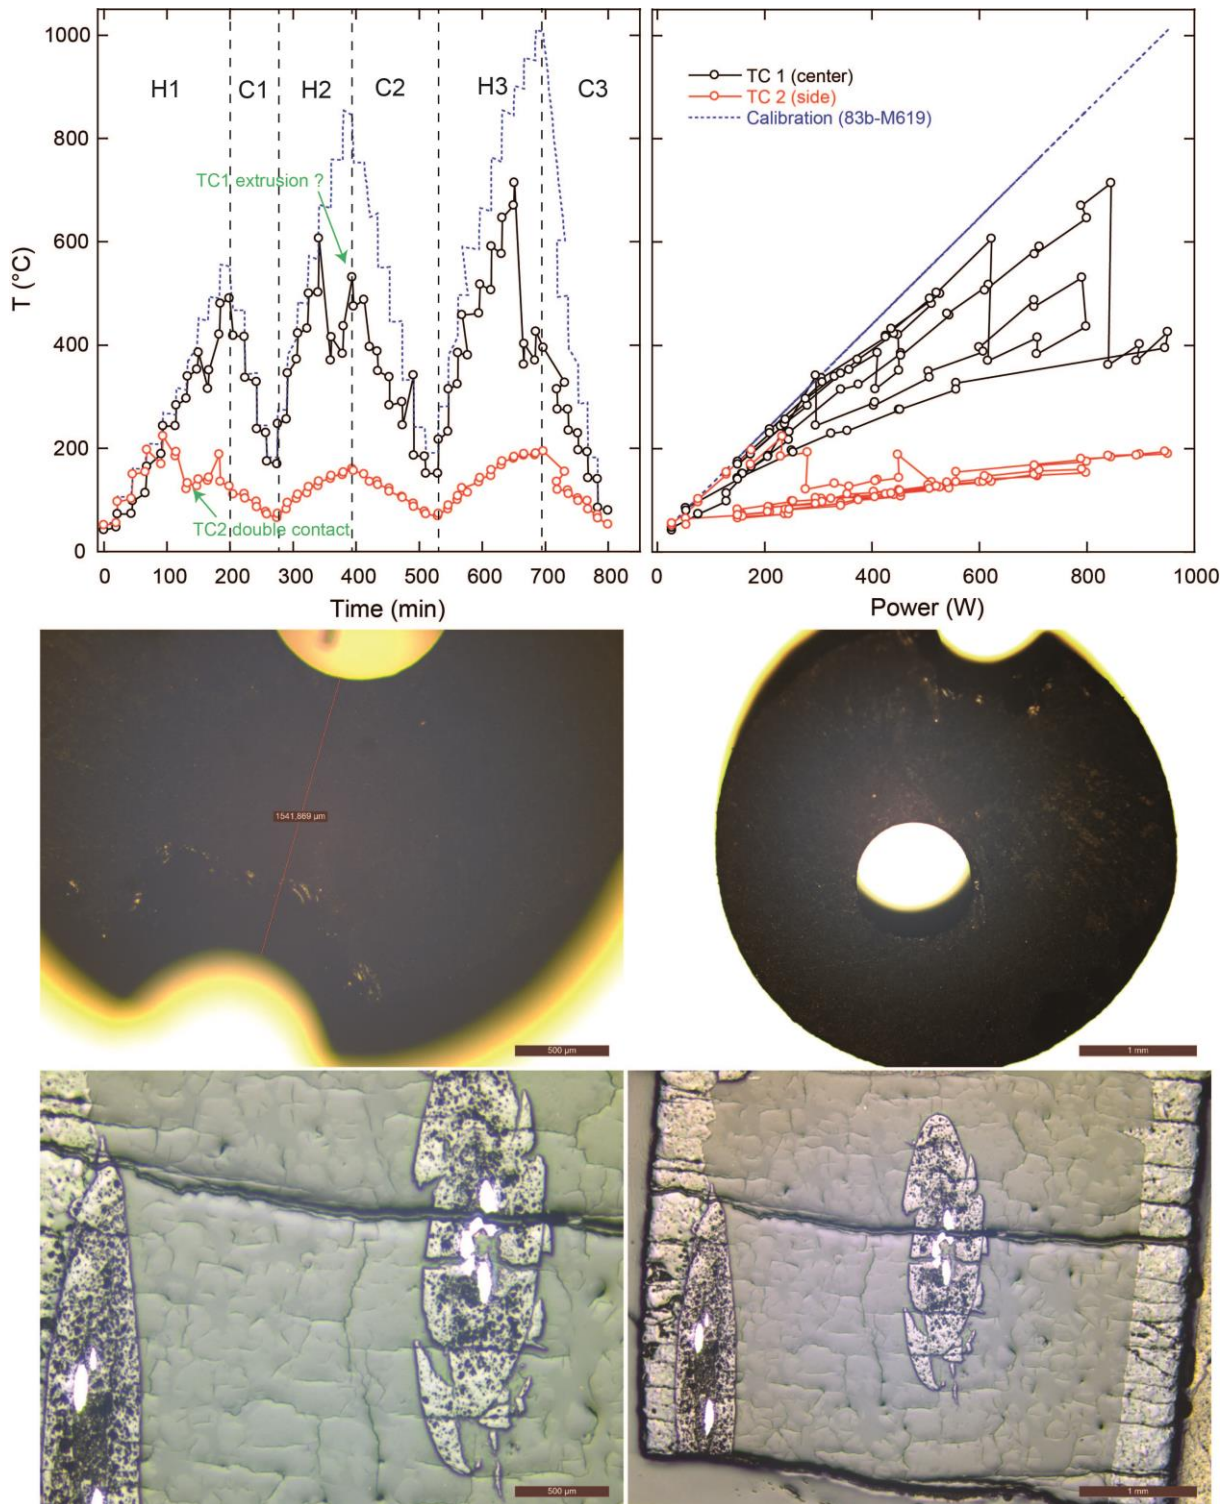 1000
800
600
400
200
0
T (°C)
H1
C1
H2
C2
H3
C3
TC1 extrusion ?
TC2 double contact
0
100
200
300
400
500
600
700
800
Time (min)
TC 1 (center)
TC 2 (side)
Calibration (83b-M619)
0
200
400
600
800
1000
Power (W)
1541,869 µm
500 µm
1 mm
500 µm
1 mm